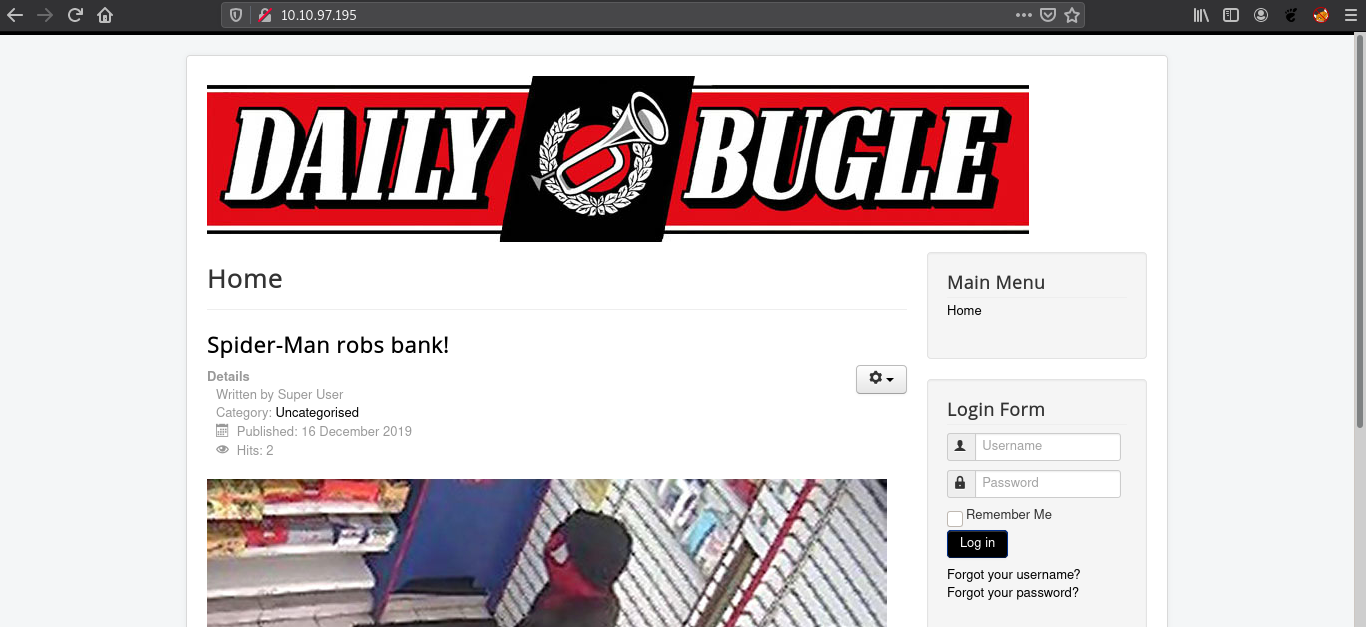 10.10.97.195
DAILY BUGLE
Home
Spider-Man robs bank!
Details
Written by Super User
Category: Uncategorised
Published: 16 December 2019
Hits: 2
Main Menu
Home
Login Form
Username
Password
Remember Me
Log in
Forgot your username?
Forgot your password?